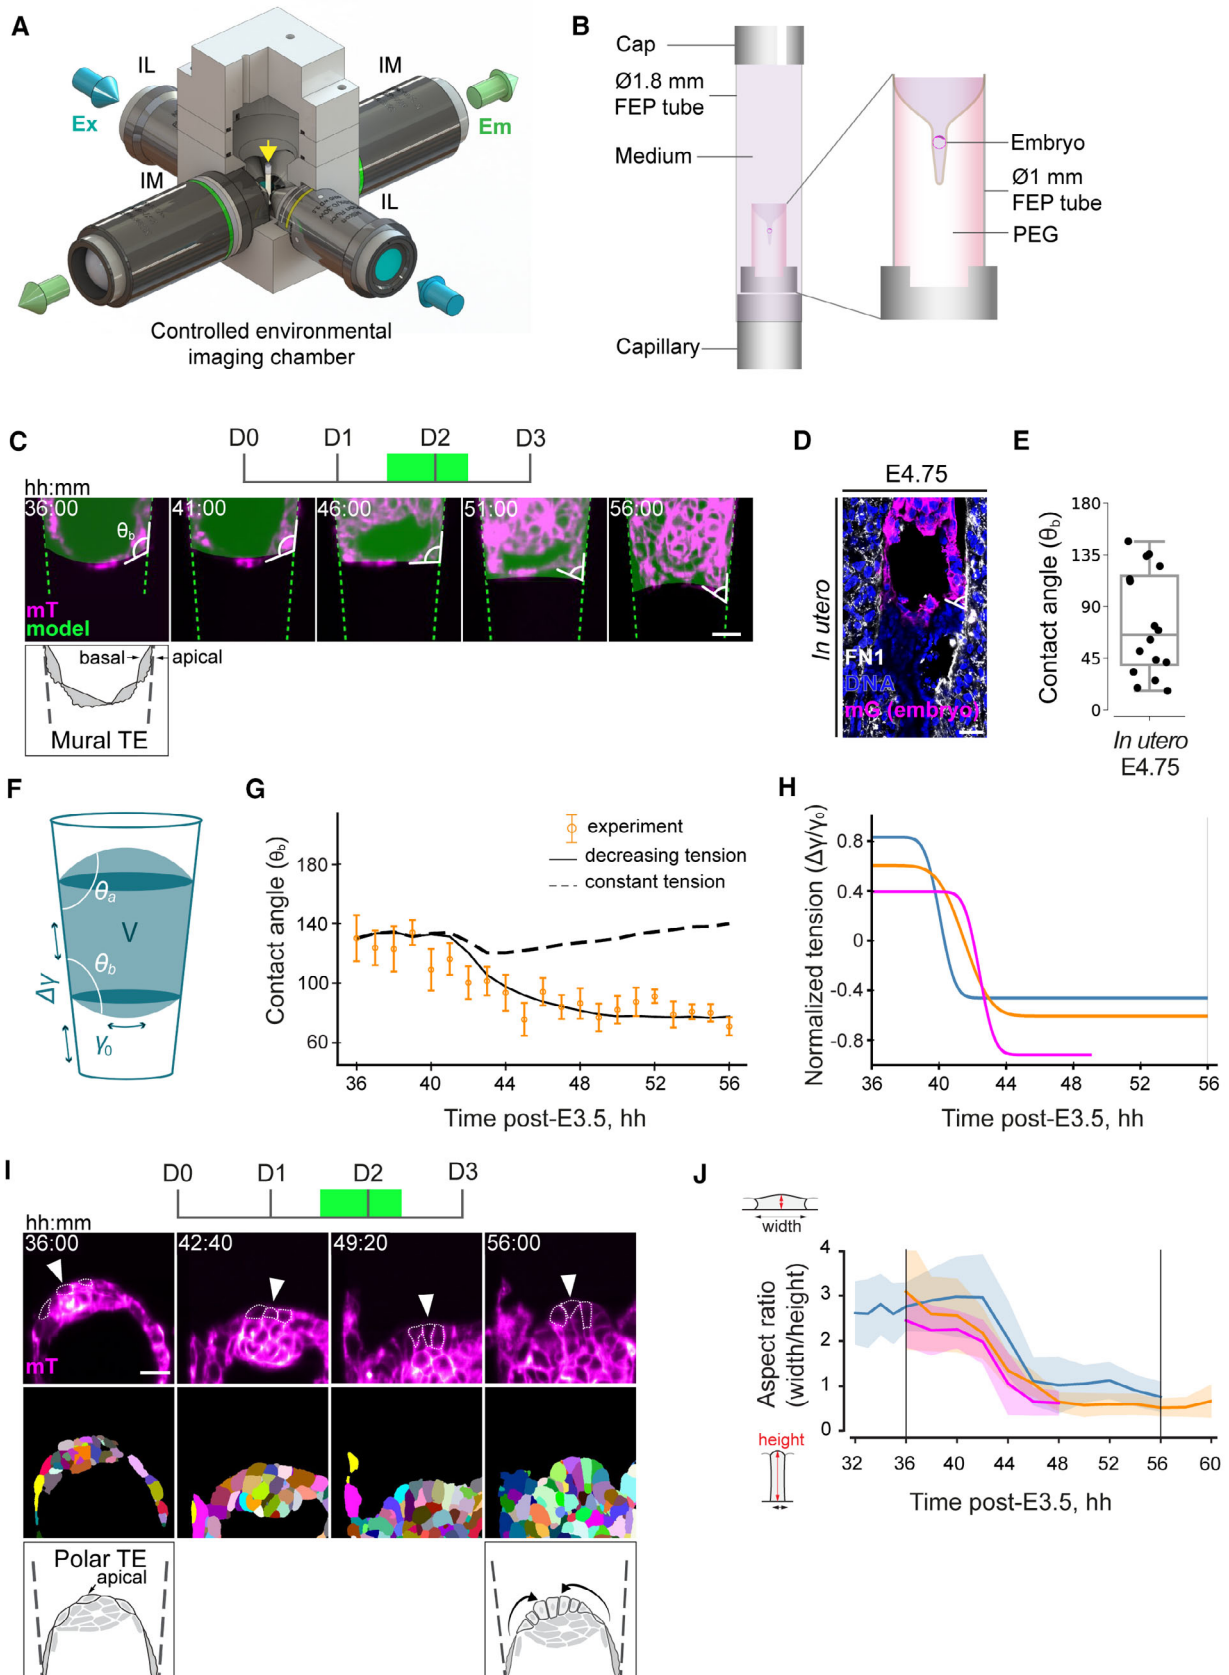 A
IL
IM
Ex
Em
IM
IL
Controlled environmental
imaging chamber
B
Cap
Ø1.8 mm
FEP tube
Medium
Capillary
Embryo
Ø1 mm
FEP tube
PEG
C
D0 D1 D2 D3
hh:mm
36:00 41:00 46:00 51:00 56:00
θb
mT
model
basal apical
Mural TE
D
E4.75
In utero
FN1
DNA
mG (embryo)
E
Contact angle (θb)
180
135
90
45
0
In utero
E4.75
F
θa
V
θb
Δγ
γ0
G
Contact angle (θb)
180
140
100
60
experiment
decreasing tension
constant tension
36 40 44 48 52 56
Time post-E3.5, hh
H
Normalized tension (Δγ/γ0)
0.8
0.4
0
-0.4
-0.8
36 40 44 48 52 56
Time post-E3.5, hh
I
D0 D1 D2 D3
hh:mm
36:00 42:40 49:20 56:00
mT
Polar TE
apical
J
width
height
Aspect ratio
(width/height)
4
3
2
1
0
32 36 40 44 48 52 56 60
Time post-E3.5, hh